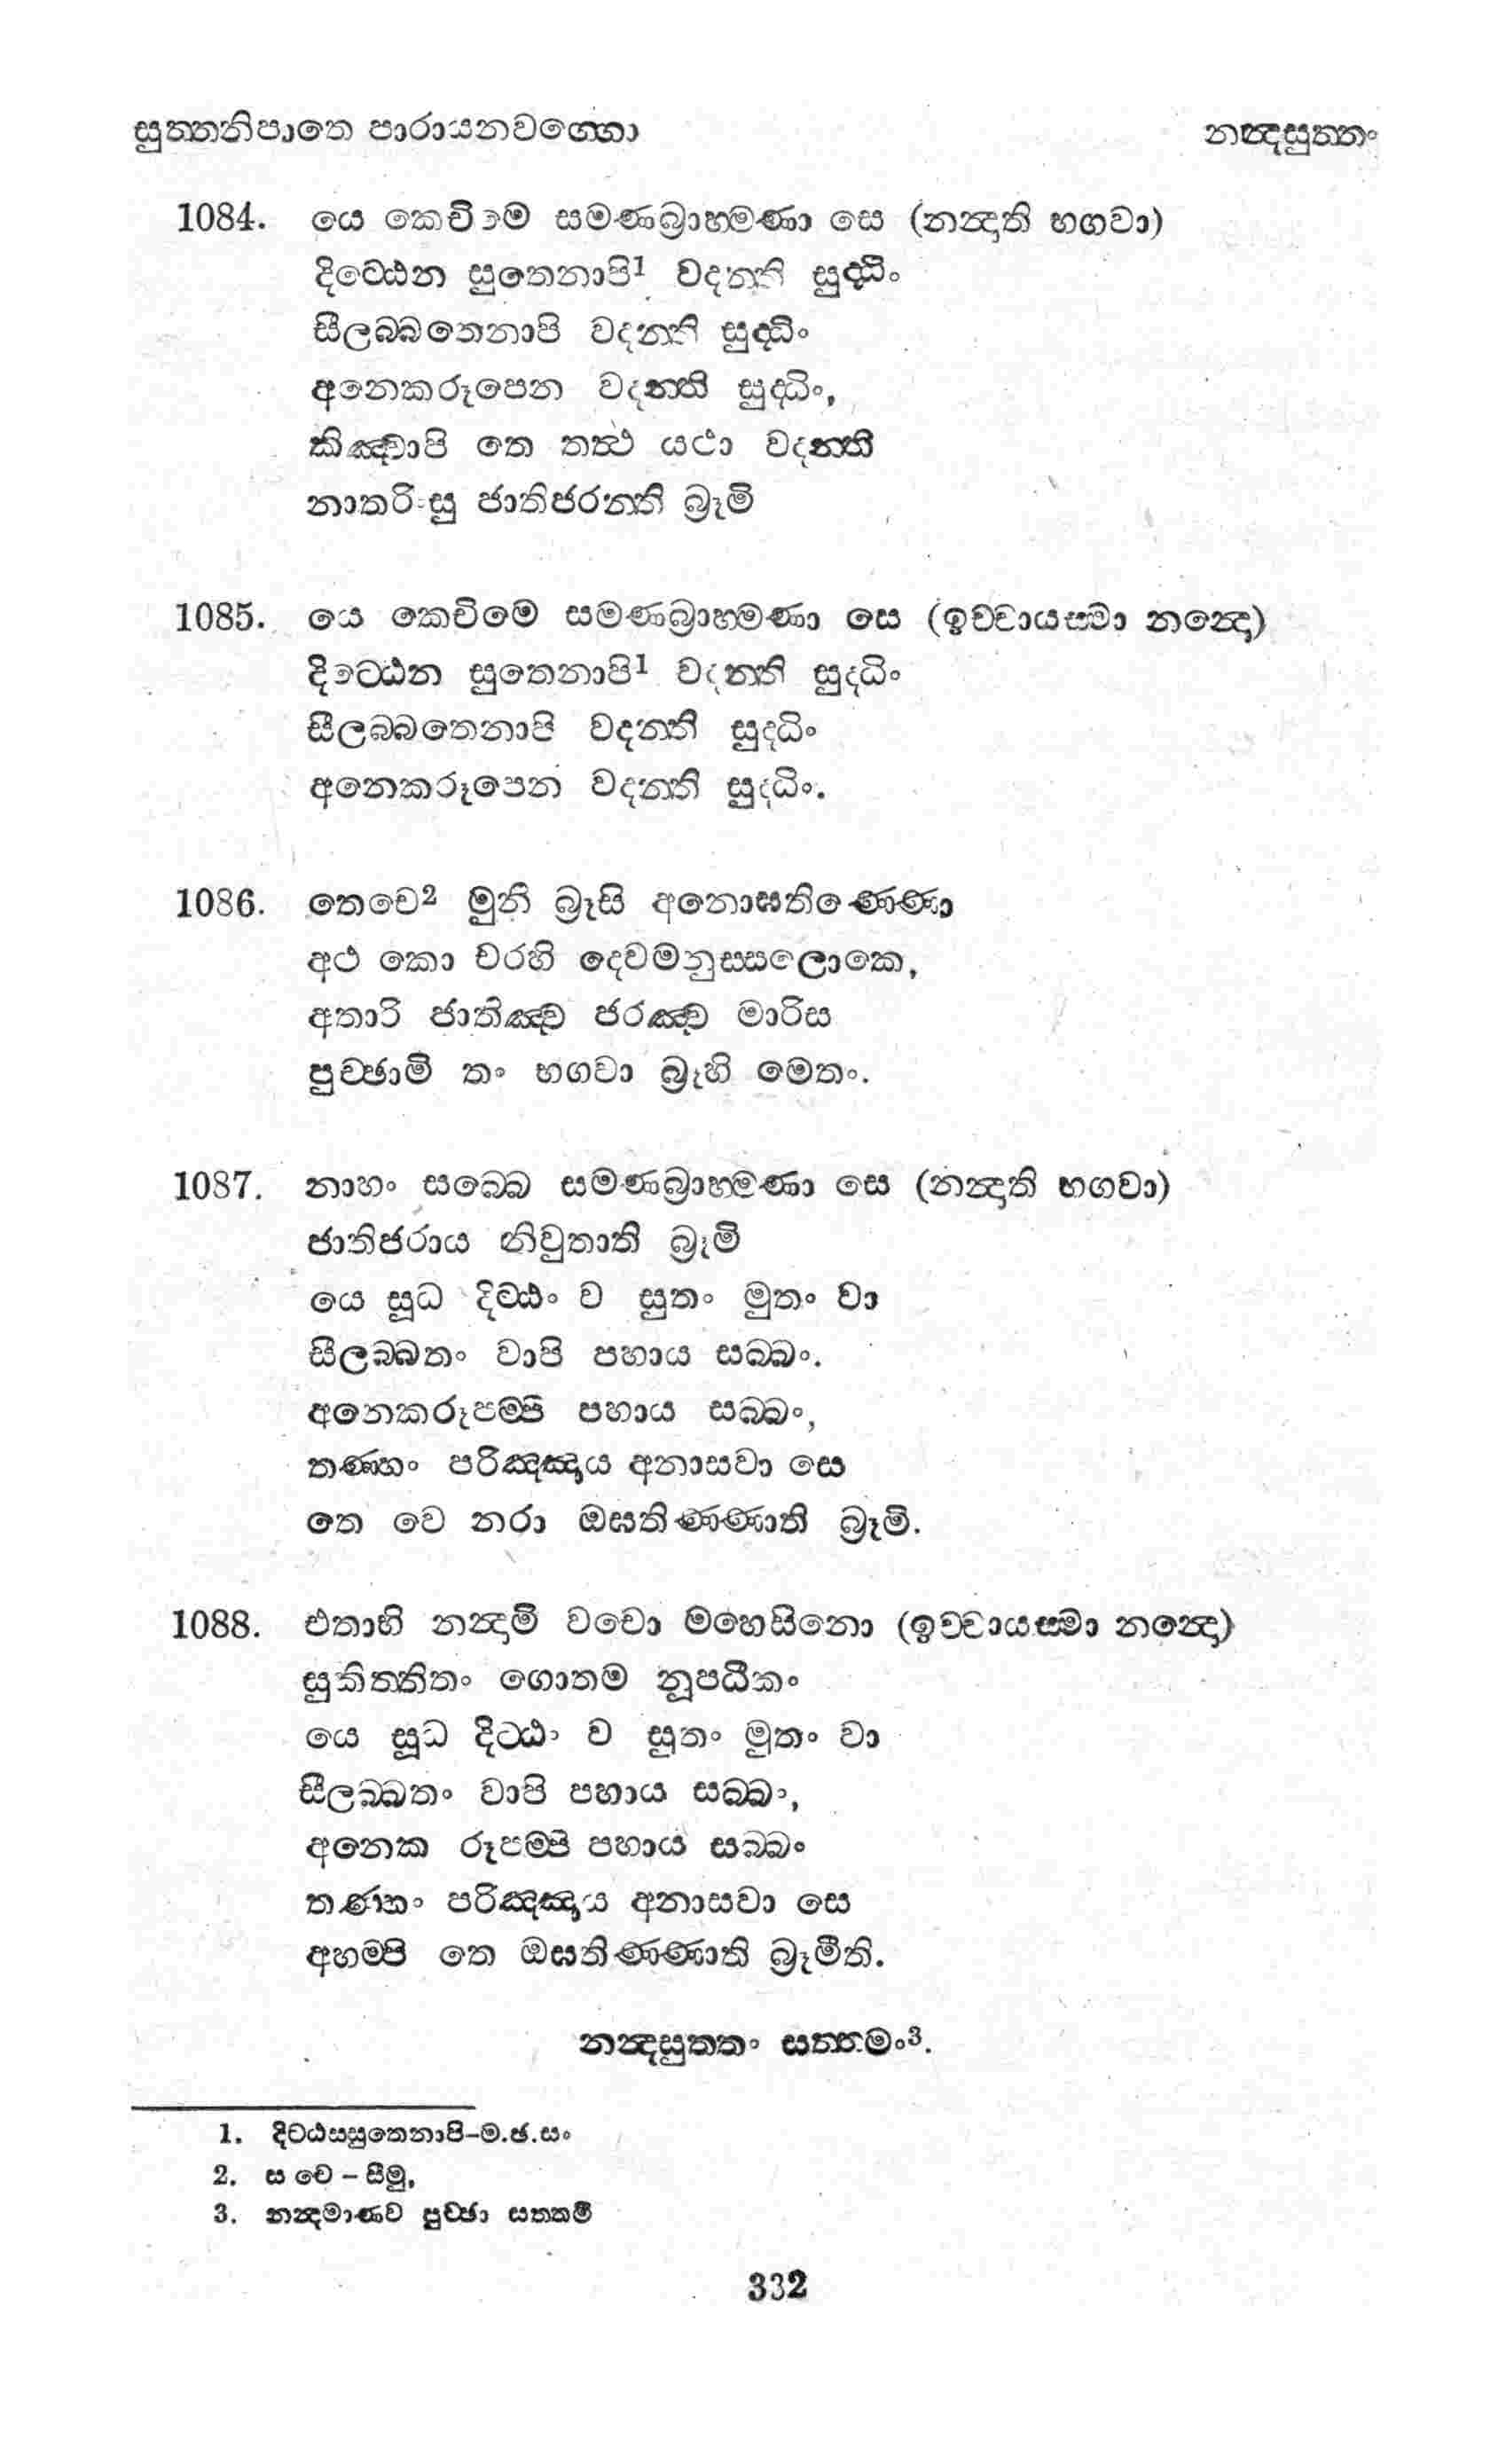 සුත්තනිපාතෙ පාරායනවග්ගො නන්දසුත්තං
1084. යෙ කෙචිමෙ සමණබ්‍රාහ්මණා සෙ (නන්දාති භගවා)
දිට්ඨෙන සුතෙනාපි1 වදන්ති සුද්ධිං
සීලබ්බතෙනාපි වදන්ති සුද්ධිං
අනෙකරූපෙන වදන්ති සුද්ධිං,
කිඤ්චාපි තෙ තත්‍ථ යථා වදන්ති
නාතරිංසු ජාතිජරන්ති බ්‍රූමි
1085. යෙ කෙචිමෙ සමණබ්‍රාහ්මණා සෙ (ඉච්චායස්මා නන්දො)
දිට්ඨෙන සුතෙනාපි1 වදන්ති සුද්ධිං
සීලබ්බතෙනාපි වදන්ති සුද්ධිං
අනෙකරූපෙන වදන්ති සුද්ධිං.
1086. තෙචෙ2 මුනි බ්‍රූසි අනොඝතිණ්ණෙ
අථ කො චරහි දෙවමනුස්සලොකෙ,
අතාරි ජාතිඤ්ච ජරඤ්ච මාරිස
පුච්ඡාමි තං භගවා බ්‍රූහි මෙතං.
1087. නාහං සබ්බෙ සමණබ්‍රාහ්මණා සෙ (නන්දාති භගවා)
ජාතිජරාය නිවුතාති බ්‍රූමි
යෙ සූධ දිට්ඨං ව සුතං මුතං වා
සීලබ්බතං වාපි පහාය සබ්බං.
අනෙකරූපම්පි පහාය සබ්බං,
තණ්හං පරිඤ්ඤාය අනාසවා සෙ
තෙ වෙ නරා ඔඝතිණ්ණාති බ්‍රූමි.
1088. එතාභි නන්දාමි වචො මහෙසිනො (ඉච්චායස්මා නන්දො)
සුකිත්තිතං ගොතම නූපධීකං
යෙ සූධ දිට්ඨං ව සුතං මුතං වා
සීලබ්බතං වාපි පහාය සබ්බං,
අනෙක රූපම්පි පහාය සබ්බං
තණ්හං පරිඤ්ඤාය අනාසවා සෙ
අහම්පි තෙ ඔඝතිණ්ණාති බ්‍රූමීති.
නන්දසුත්තං සත්තමං3.
1. දිට්ඨස්සුතෙනාපි-ම.ඡ.සං
2. ස චෙ - සීමු,
3. නන්දමාණව පුච්ඡා සත්තමී
332